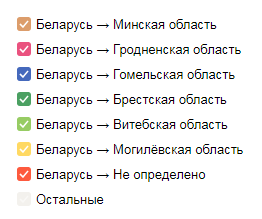 Беларусь → Минская область
Беларусь → Гродненская область
Беларусь → Гомельская область
Беларусь → Брестская область
Беларусь → Витебская область
Беларусь → Могилёвская область
Беларусь → Не определено
Остальные